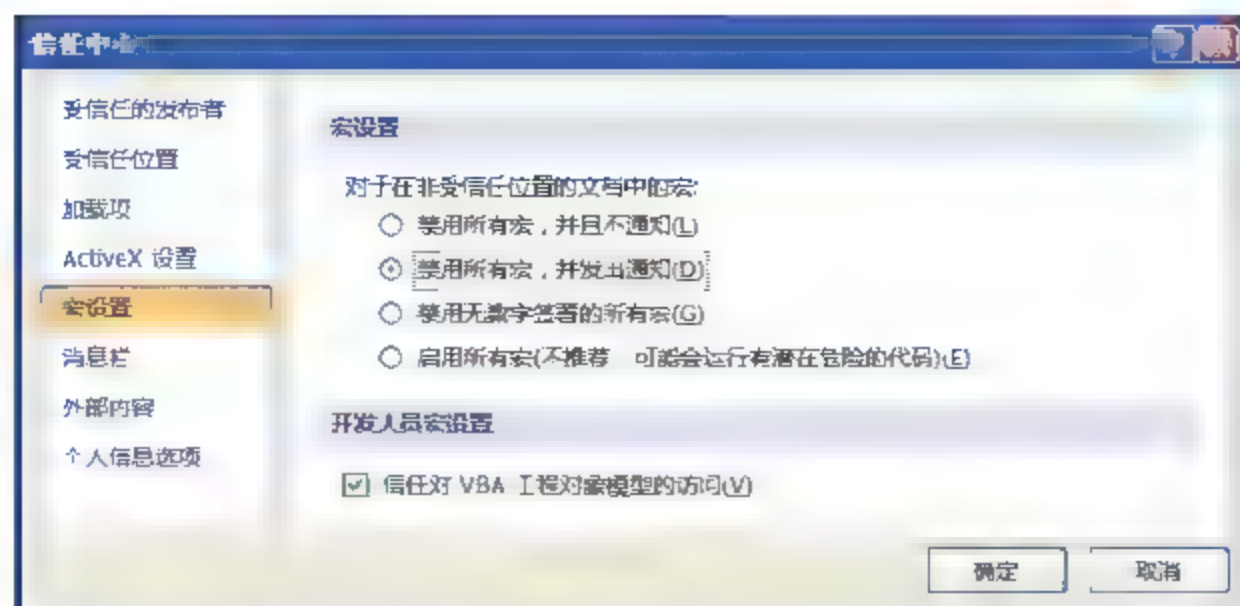 信任中心
受信任的发布者
受信任位置
加载项
ActiveX 设置
宏设置
消息栏
外部内容
个人信息选项
宏设置
对于在非受信任位置的文档中的宏:
禁用所有宏，并且不通知(L)
禁用所有宏，并发出通知(D)
禁用无数字签署的所有宏(G)
启用所有宏(不推荐 可能会运行有潜在危险的代码)(E)
开发人员宏设置
信任对 VBA 工程对象模型的访问(V)
确定
取消